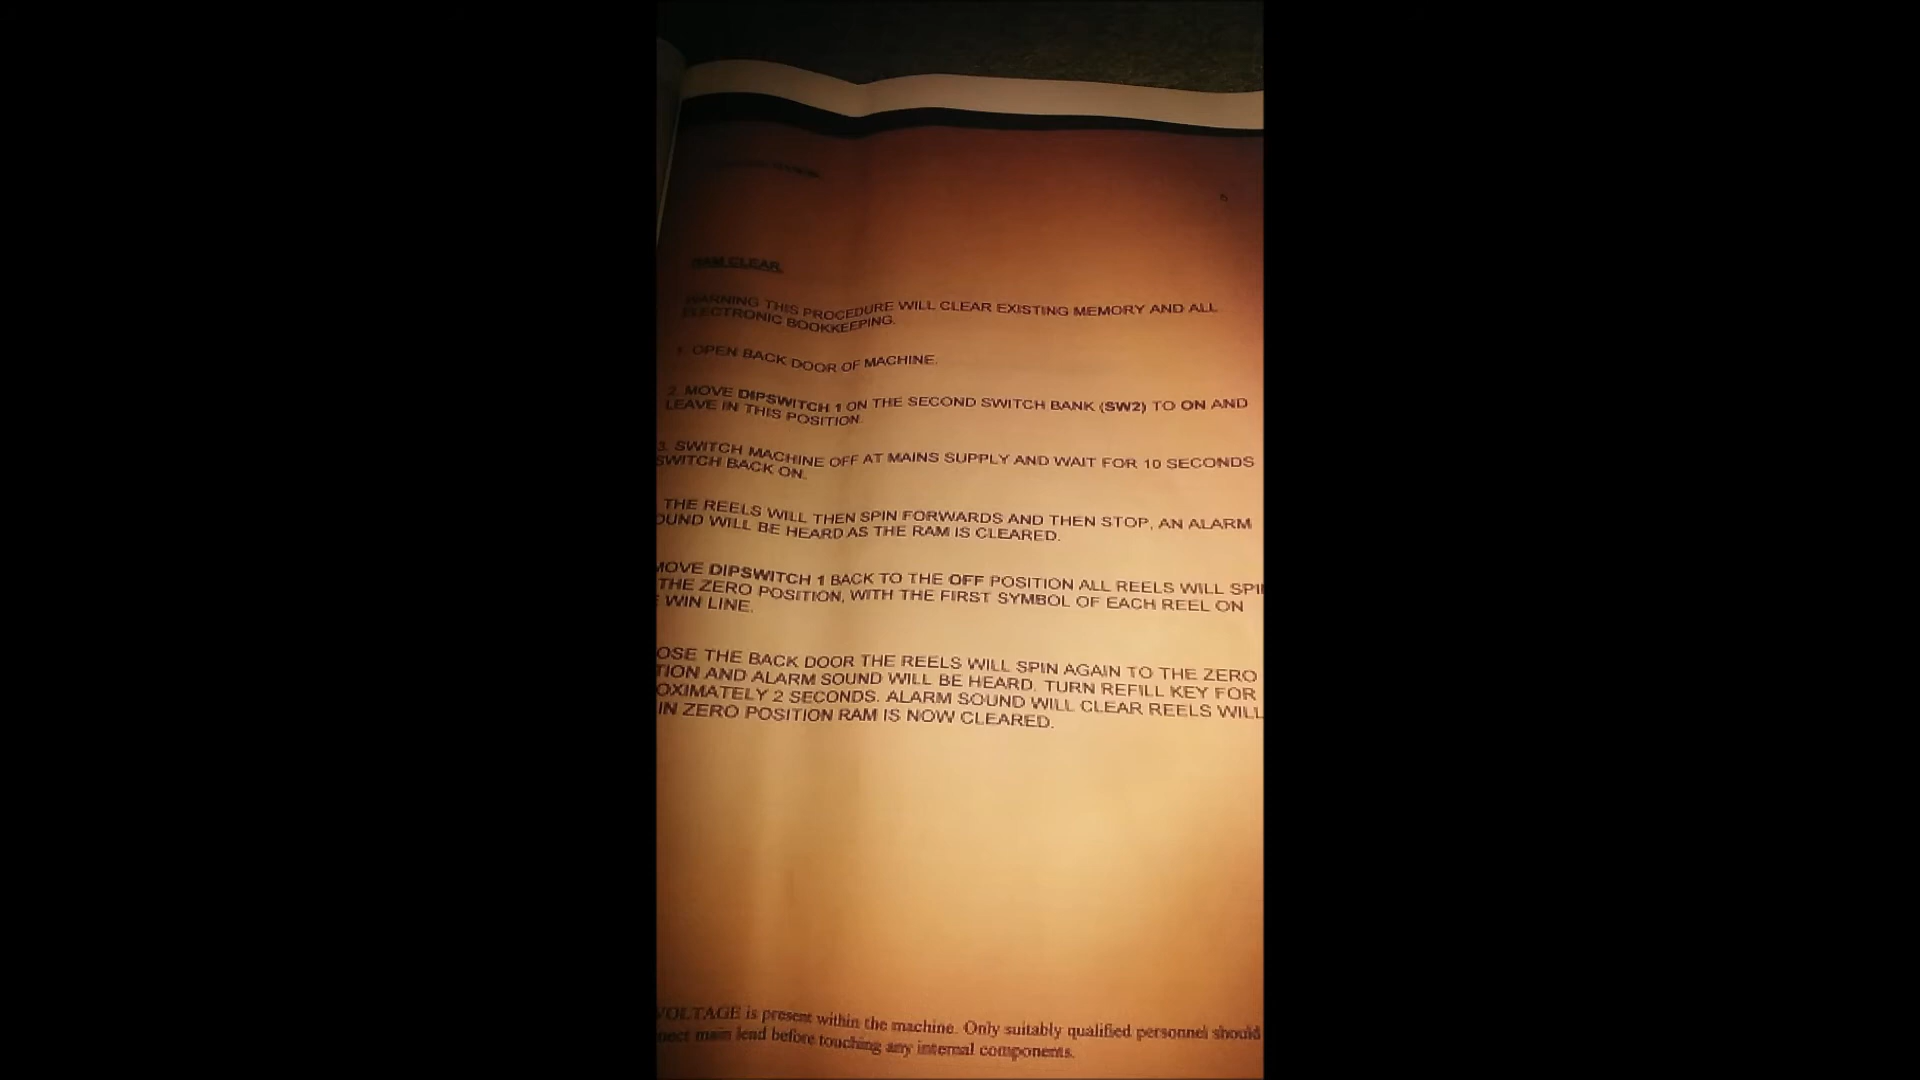 RAM CLEAR
WARNING THIS PROCEDURE WILL CLEAR EXISTING MEMORY AND ALL
ELECTRONIC BOOKKEEPING.
1. OPEN BACK DOOR OF MACHINE.
2. MOVE DIPSWITCH 1 ON THE SECOND SWITCH BANK (SW2) TO ON AND
LEAVE IN THIS POSITION.
3. SWITCH MACHINE OFF AT MAINS SUPPLY AND WAIT FOR 10 SECONDS
SWITCH BACK ON.
THE REELS WILL THEN SPIN FORWARDS AND THEN STOP, AN ALARM
OUND WILL BE HEARD AS THE RAM IS CLEARED.
MOVE DIPSWITCH 1 BACK TO THE OFF POSITION ALL REELS WILL SPI
THE ZERO POSITION, WITH THE FIRST SYMBOL OF EACH REEL ON
WIN LINE.
OSE THE BACK DOOR THE REELS WILL SPIN AGAIN TO THE ZERO
TION AND ALARM SOUND WILL BE HEARD. TURN REFILL KEY FOR
OXIMATELY 2 SECONDS. ALARM SOUND WILL CLEAR REELS WILL
IN ZERO POSITION RAM IS NOW CLEARED.
VOLTAGE is present within the machine. Only suitably qualified personnel should
nect main lead before touching any internal components.